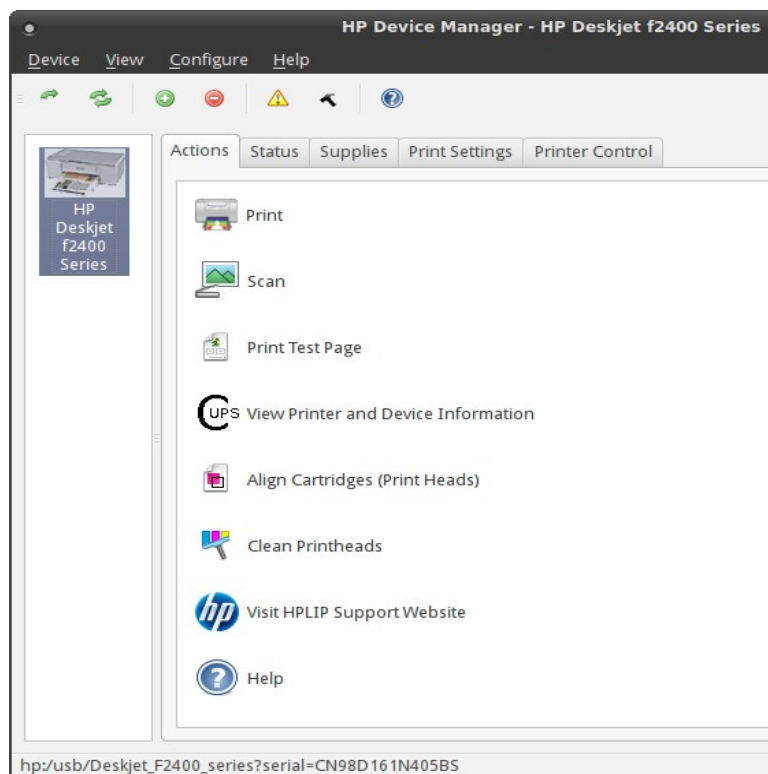 HP Device Manager - HP Deskjet f2400 Series
Device View Configure Help
Actions Status Supplies Print Settings Printer Control
HP
Deskjet
f2400
Series
Print
Scan
Print Test Page
CUPS View Printer and Device Information
Align Cartridges (Print Heads)
Clean Printheads
hp Visit HPLIP Support Website
? Help
hp:/usb/Deskjet_F2400_series?serial=CN98D161N405BS